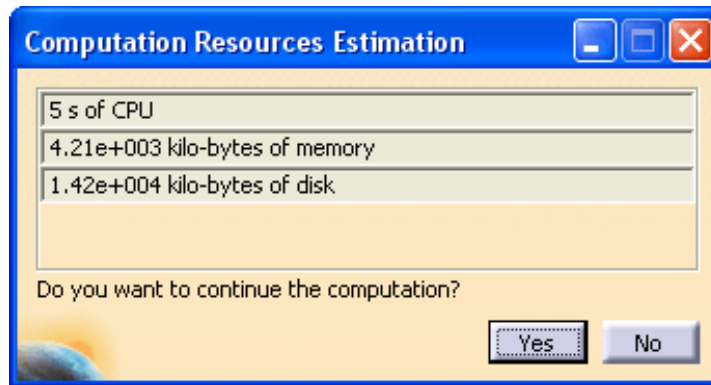 Computation Resources Estimation
5 s of CPU
4.21e+003 kilo-bytes of memory
1.42e+004 kilo-bytes of disk
Do you want to continue the computation?
Yes No